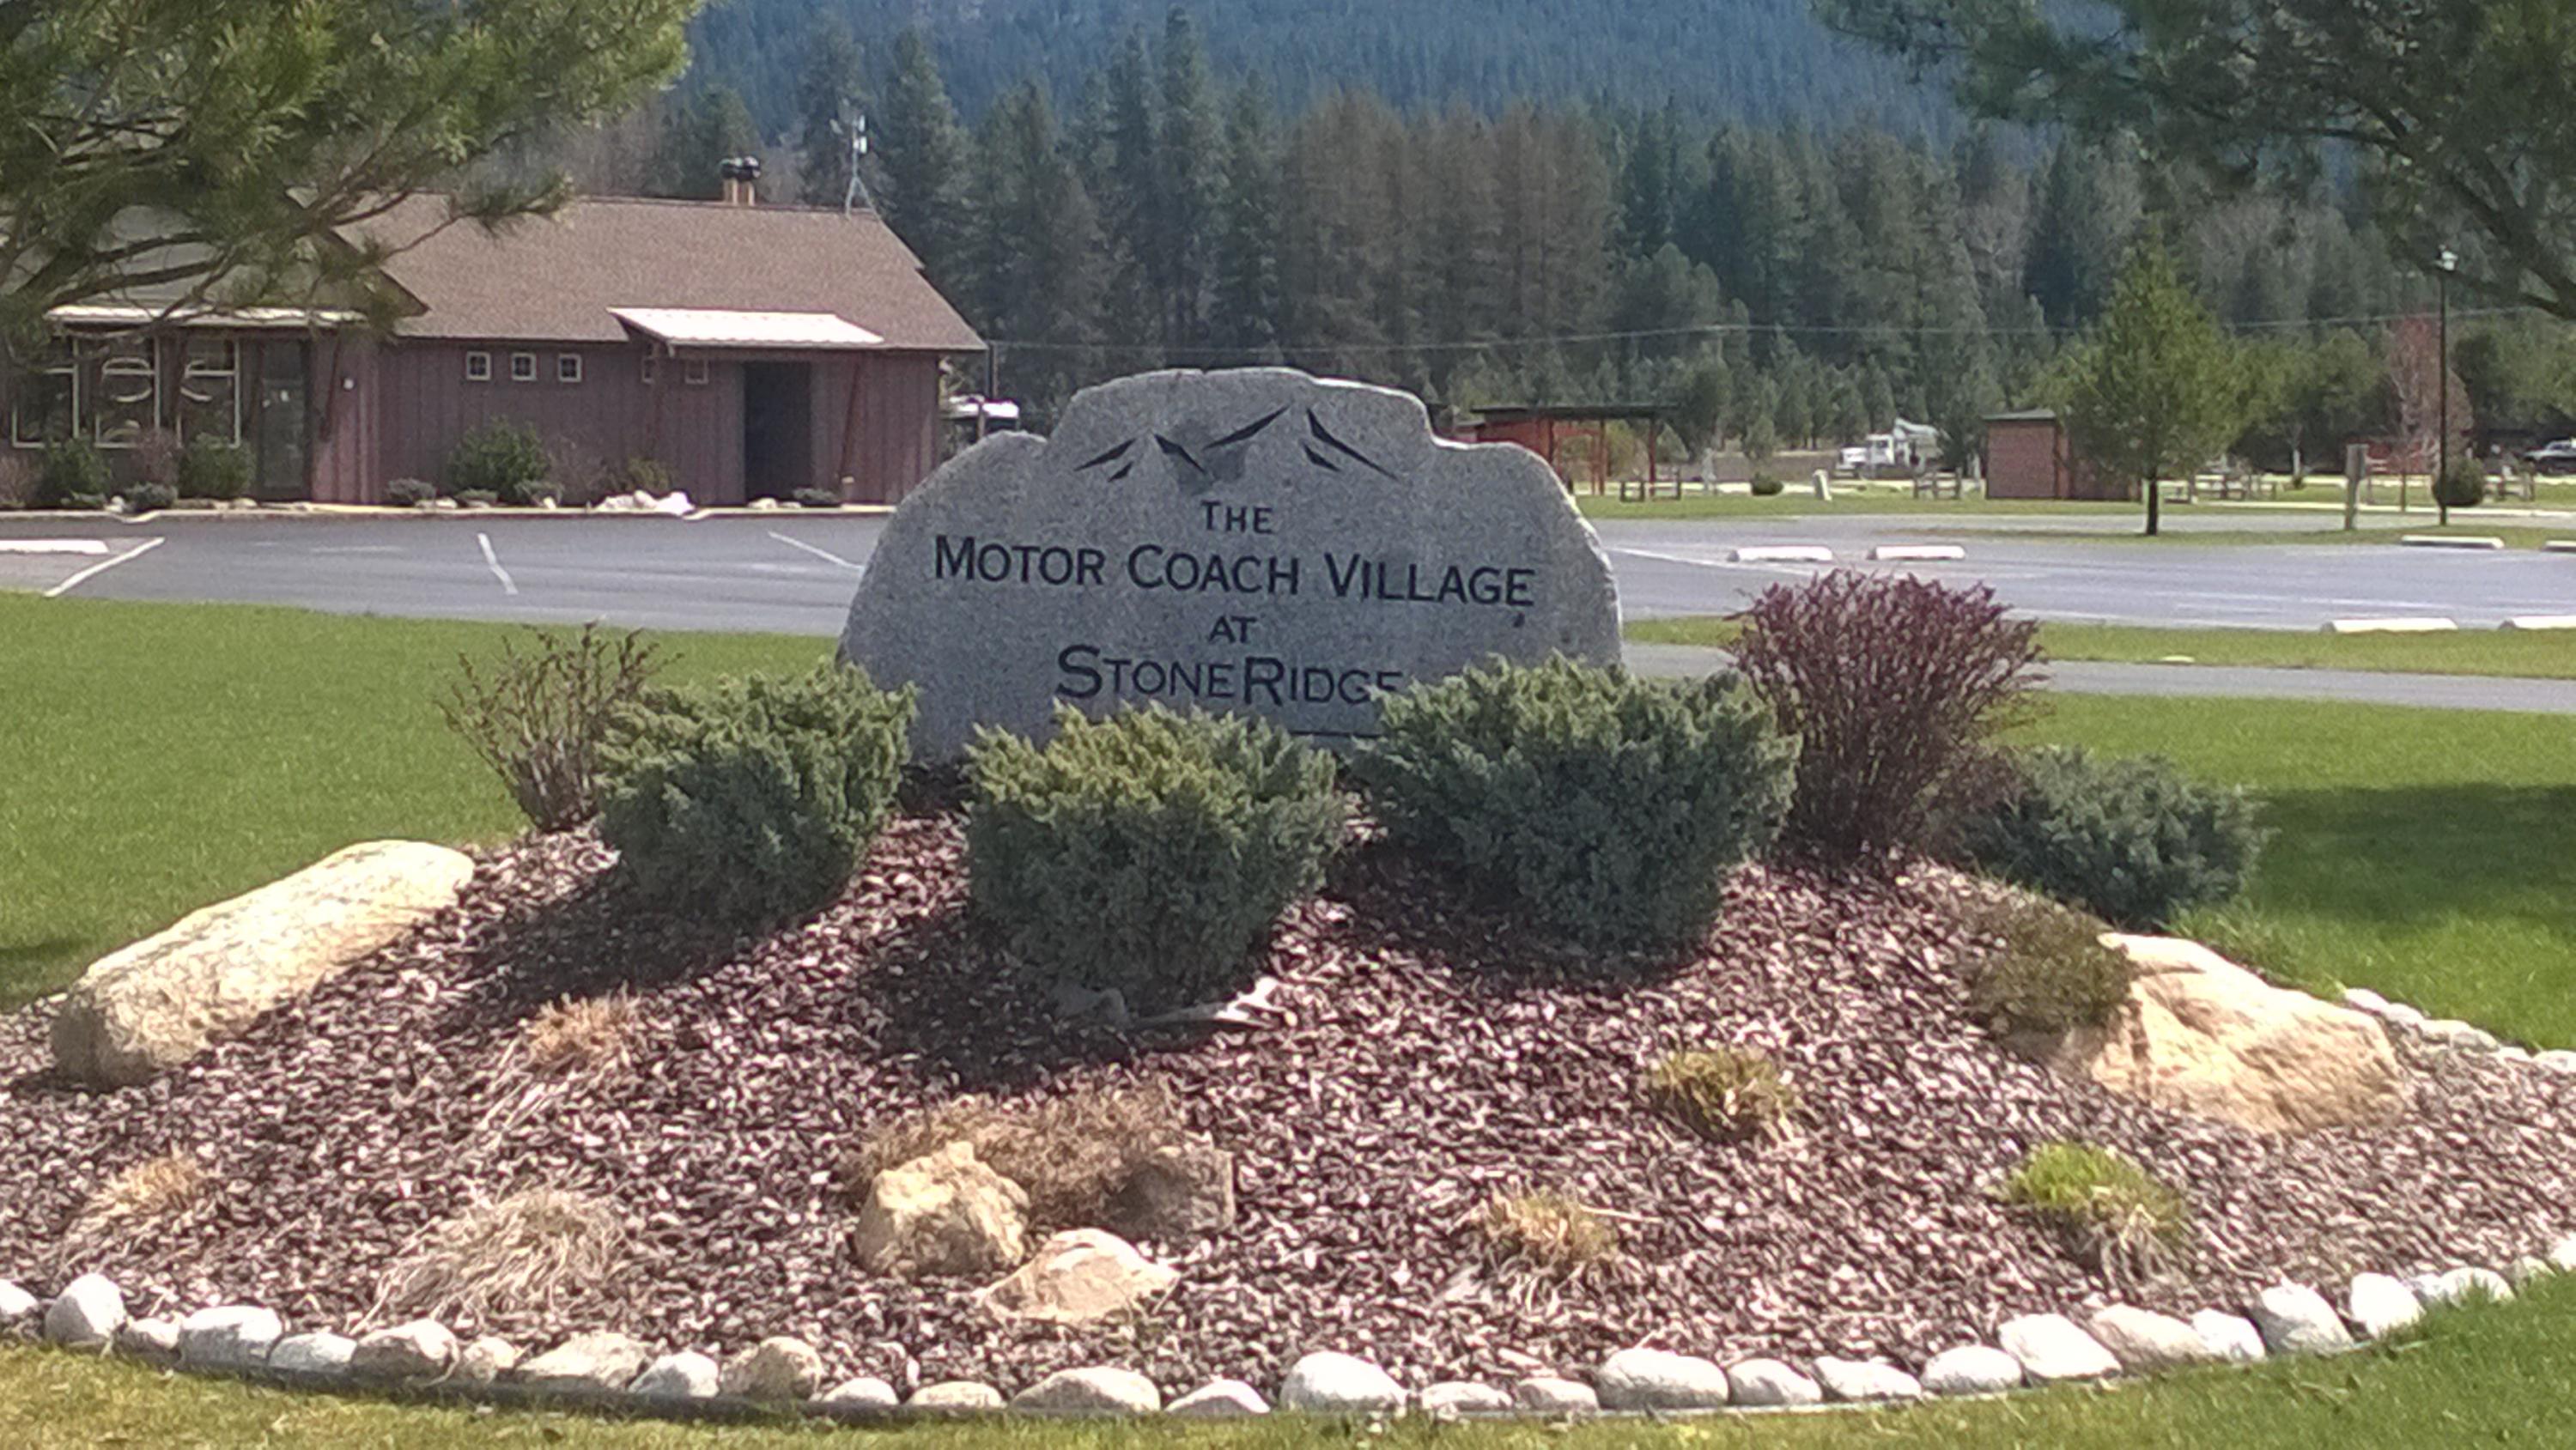 THE
MOTOR COACH VILLAGE
AT
STONERIDGE